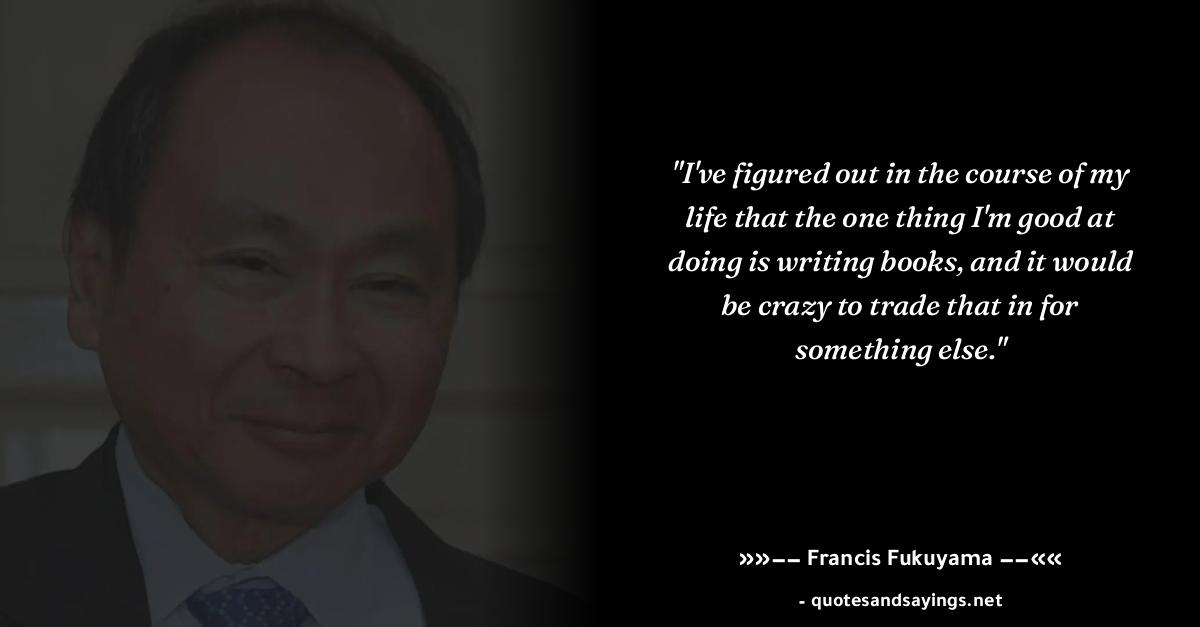 "I've figured out in the course of my
life that the one thing I'm good at
doing is writing books, and it would
be crazy to trade that in for
something else."
»»−− Francis Fukuyama −−««
- quotesandsayings.net